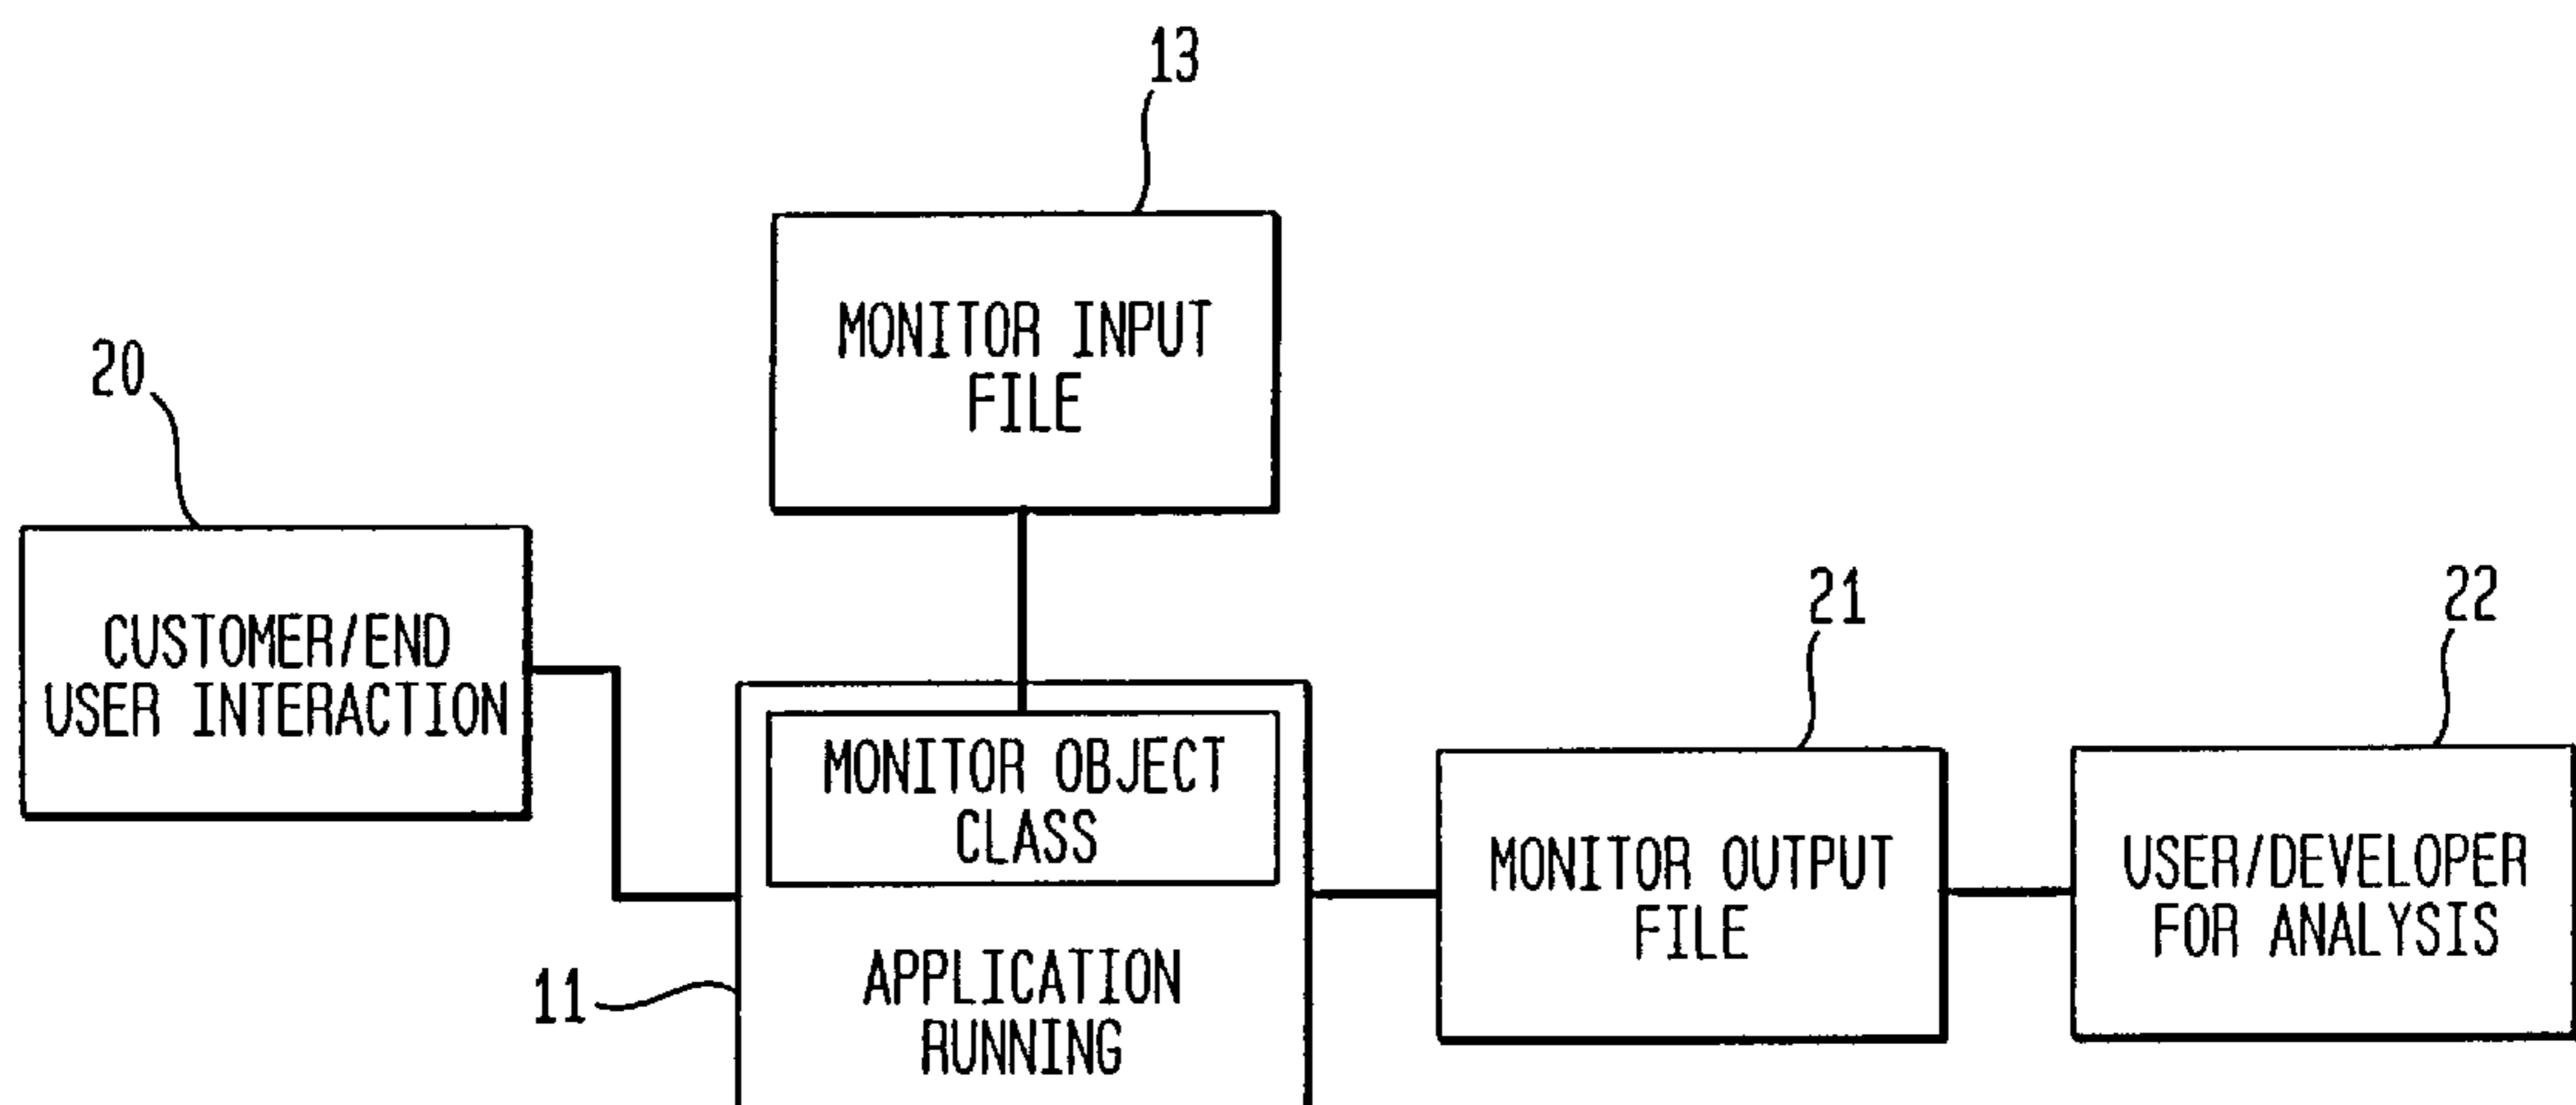 13
MONITOR INPUT
FILE
20
CUSTOMER/END
USER INTERACTION
MONITOR OBJECT
CLASS
APPLICATION
RUNNING
11
21
MONITOR OUTPUT
FILE
22
USER/DEVELOPER
FOR ANALYSIS